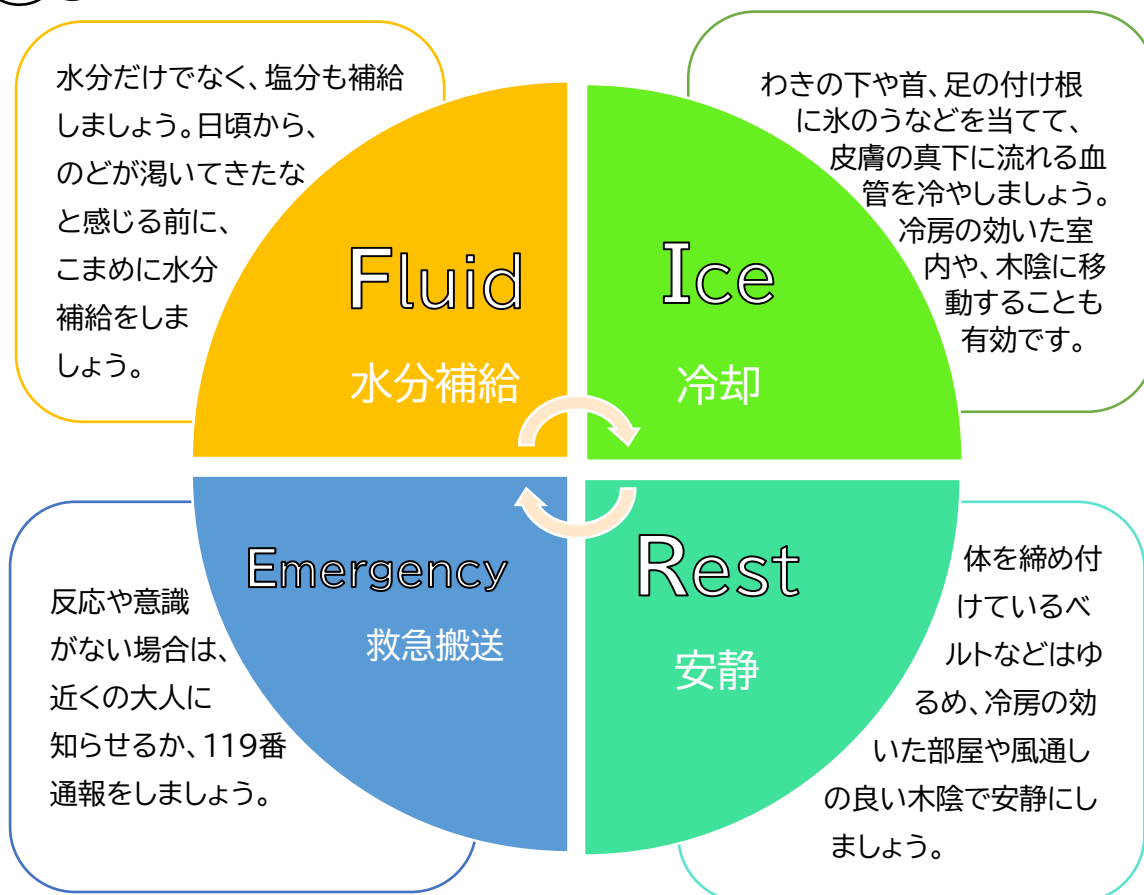 水分だけでなく、塩分も補給
しましょう。日頃から、
のどが渇いてきたな
と感じる前に、
こまめに水分
補給をしま
しょう。
Fluid
水分補給
わきの下や首、足の付け根
に氷のうなどを当てて、
皮膚の真下に流れる血
管を冷やしましょう。
冷房の効いた室
内や、木陰に移
動することも
有効です。
Ice
冷却
反応や意識
がない場合は、
近くの大人に
知らせるか、119番
通報をしましょう。
Emergency
救急搬送
Rest
安静
体を締め付
けているベ
ルトなどはゆ
るめ、冷房の効
いた部屋や風通し
の良い木陰で安静にし
ましょう。